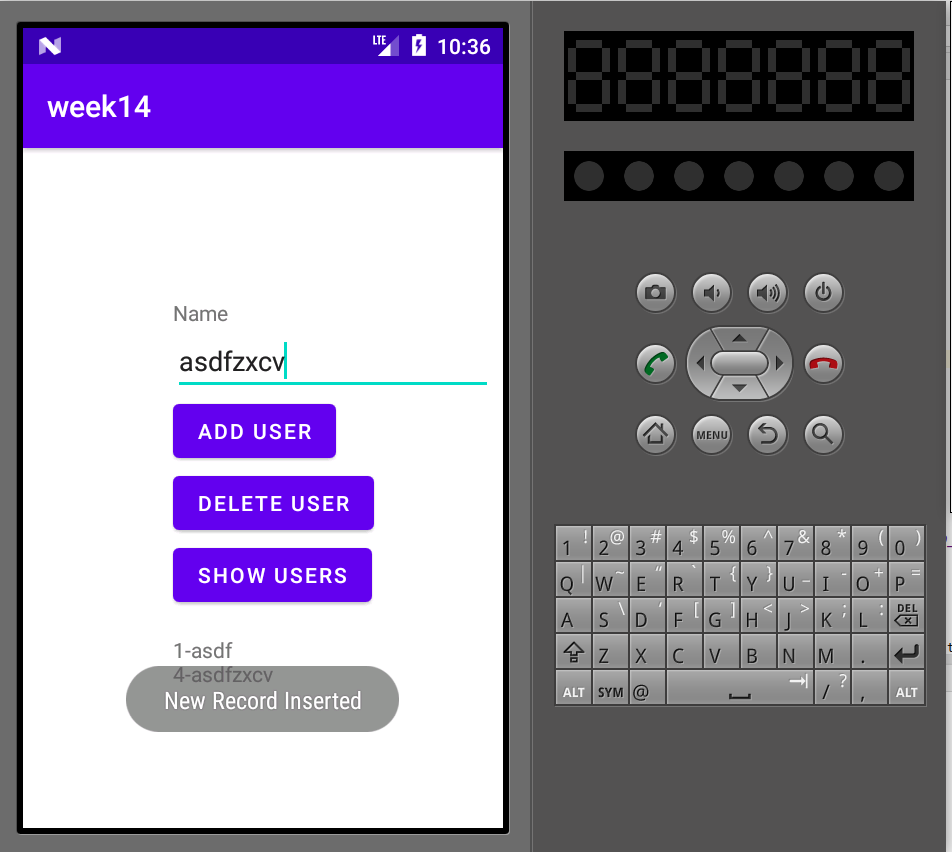 LTE 10:36
week14
Name
asdfzxcv
ADD USER
DELETE USER
SHOW USERS
1-asdf
4-asdfzxcv
New Record Inserted
MENU
1 ! 2 @ 3 # 4 $ 5 % 6 ^ 7 & 8 * 9 ( 0 )
Q | W ~ E “ R ` T { Y } U _ I - O + P =
A S \ D ‘ F [ G ] H < J > K ; L : DEL
Z X C V B N M .
ALT SYM @ / ? , ALT